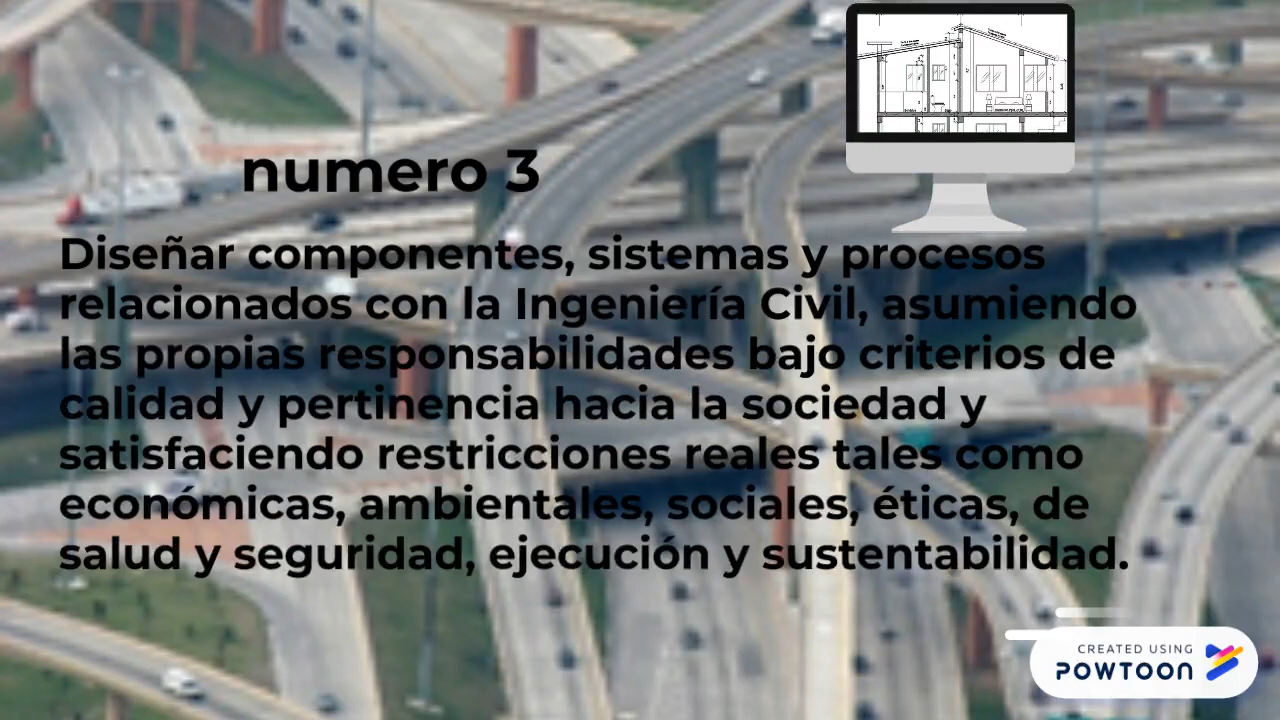 numero 3
Diseñar componentes, sistemas y procesos
relacionados con la Ingeniería Civil, asumiendo
las propias responsabilidades bajo criterios de
calidad y pertinencia hacia la sociedad y
satisfaciendo restricciones reales tales como
económicas, ambientales, sociales, éticas, de
salud y seguridad, ejecución y sustentabilidad.
CREATED USING
POWTOON